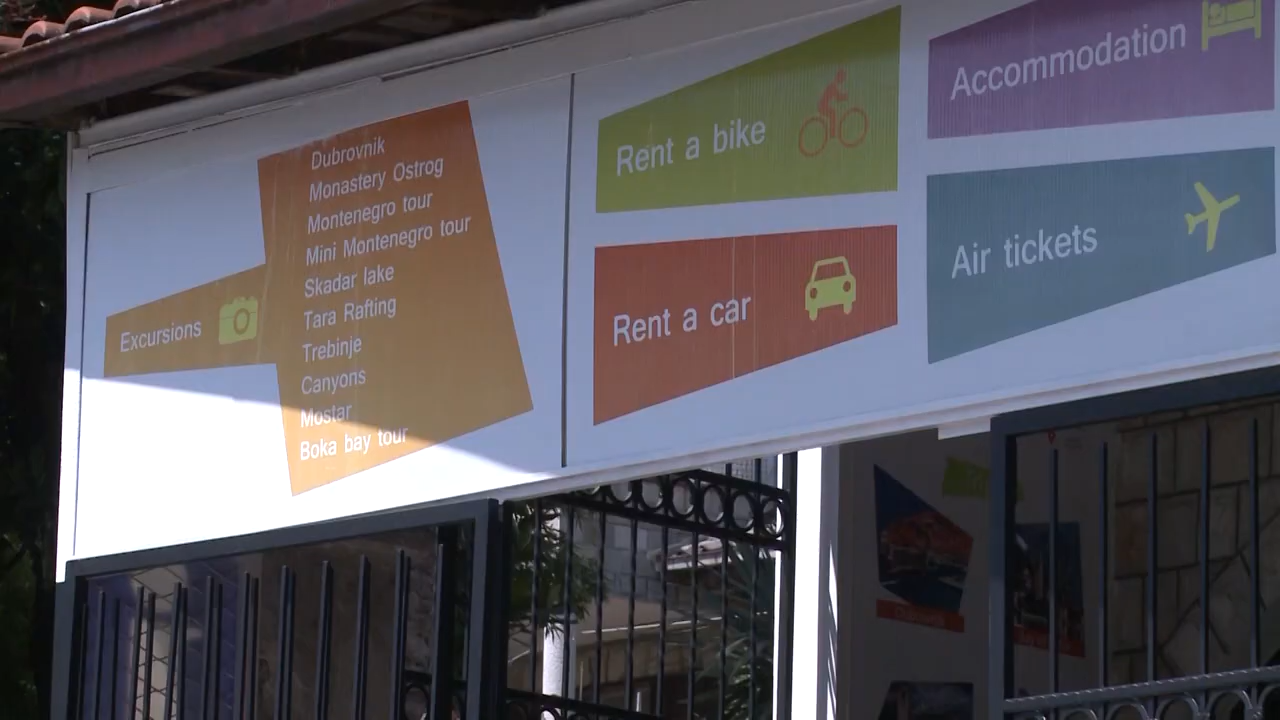 Excursions
Dubrovnik
Monastery Ostrog
Montenegro tour
Mini Montenegro tour
Skadar lake
Tara Rafting
Trebinje
Canyons
Mostar
Boka bay tour
Rent a bike
Rent a car
Accommodation
Air tickets